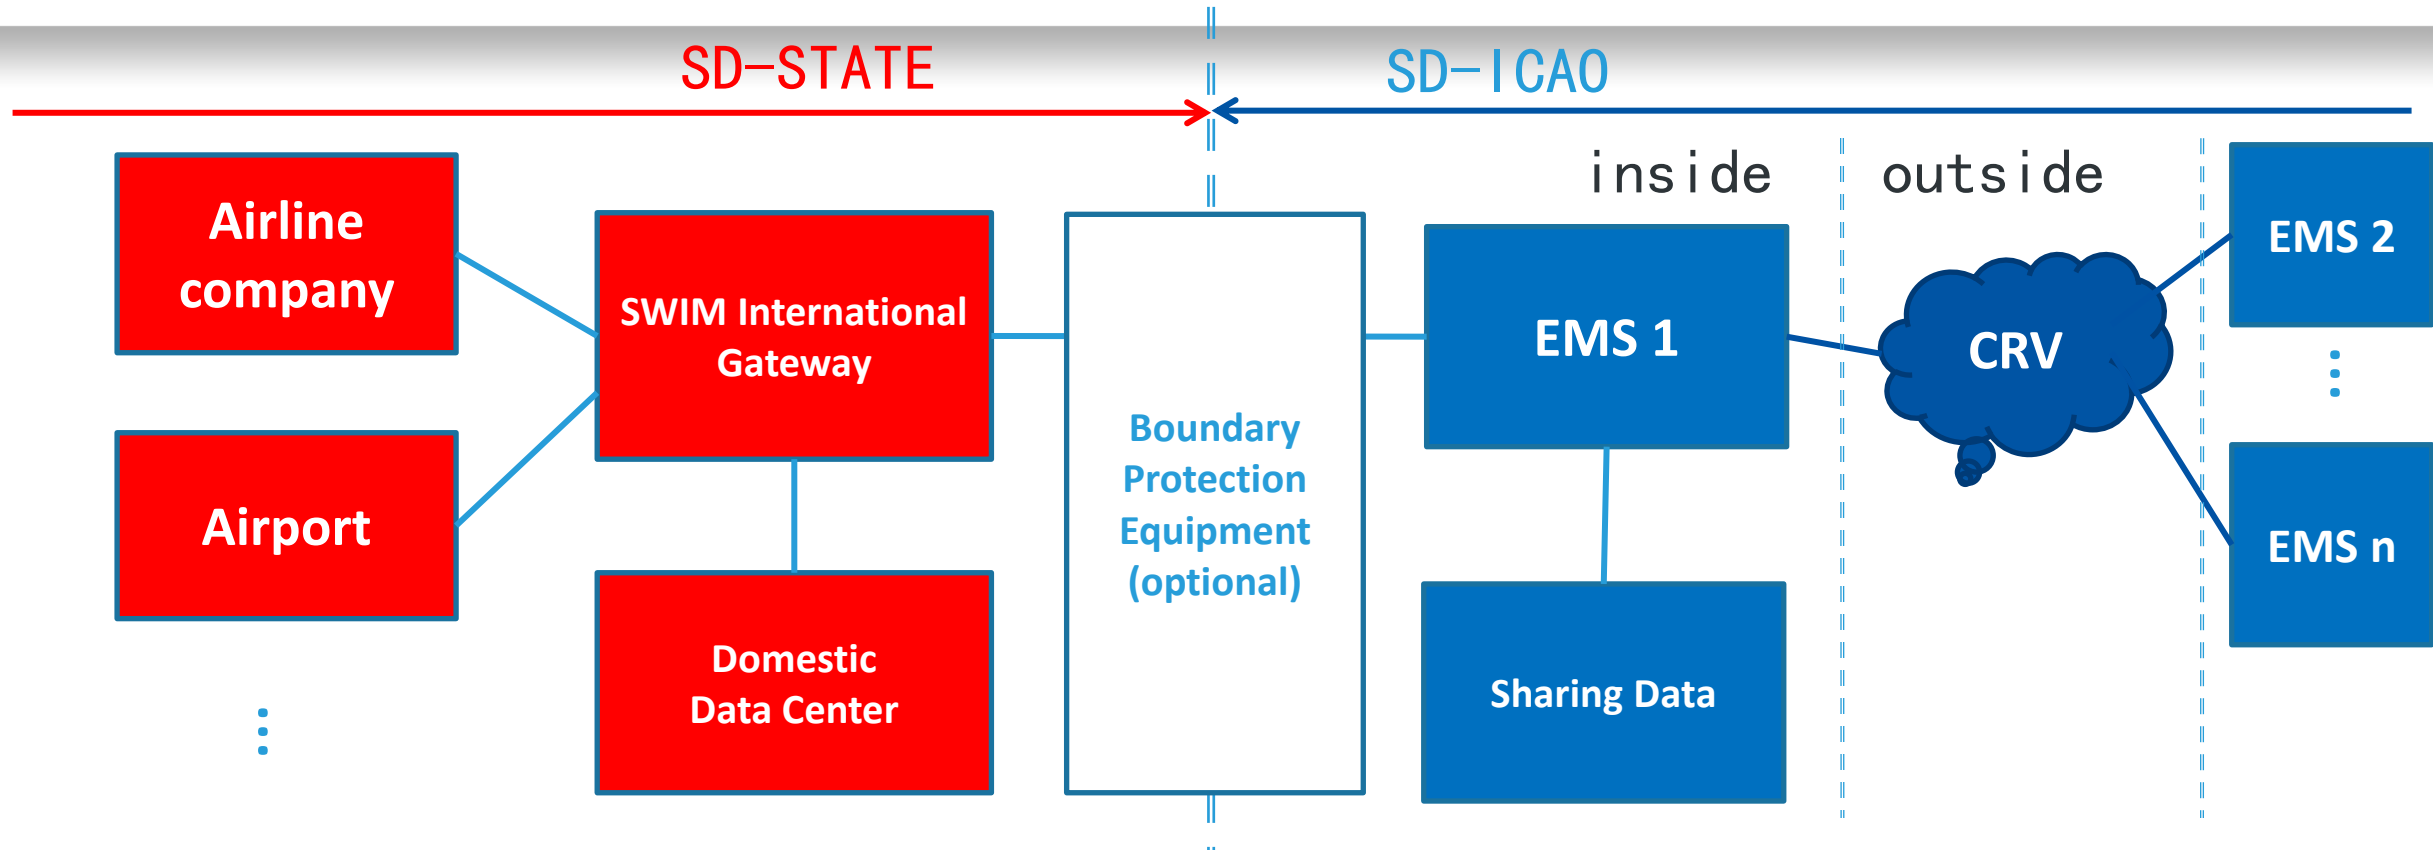 SD-STATE
SD-ICAO
inside
outside
Airline
company
SWIM International
Gateway
EMS 1
CRV
EMS 2
Boundary
Protection
Equipment
(optional)
Airport
EMS n
Domestic
Data Center
Sharing Data